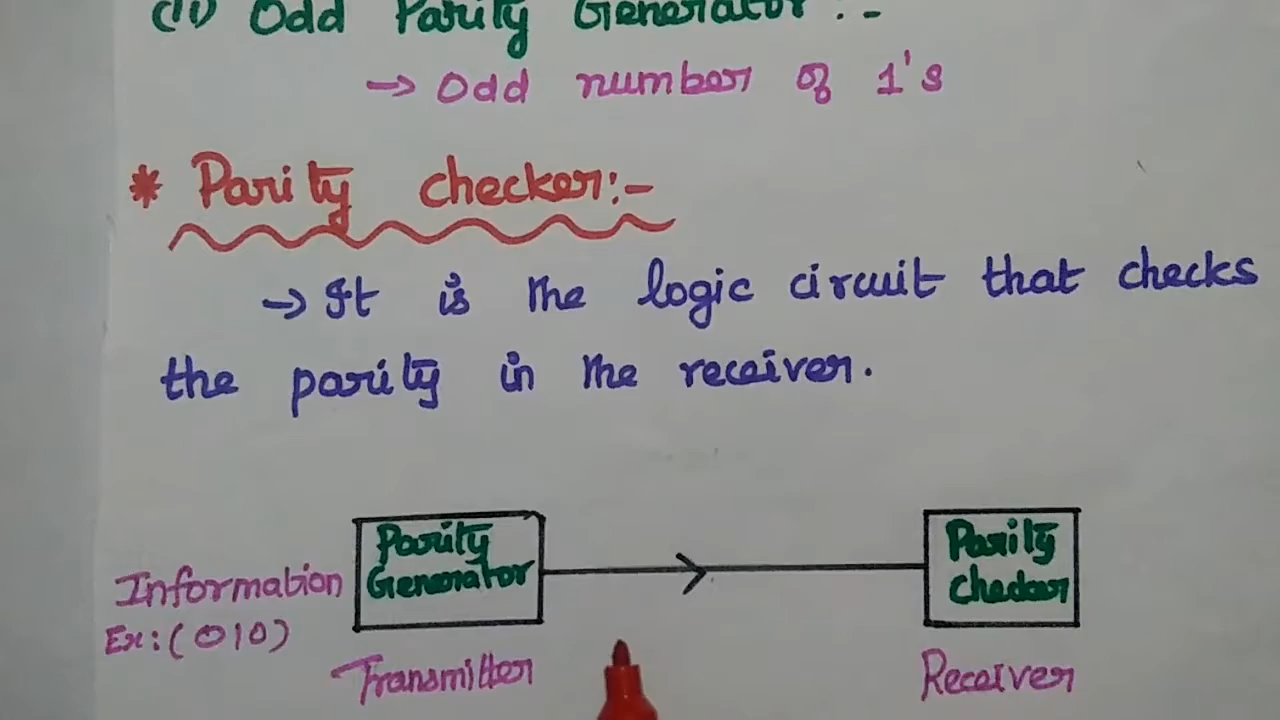 (ii) Odd Parity Generator :-
→ Odd number of 1's
* Parity checker:-
→ It is the logic circuit that checks
the parity in the receiver.
Parity
Generator
Parity
Checker
Information
Ex: (010)
Transmitter
Receiver